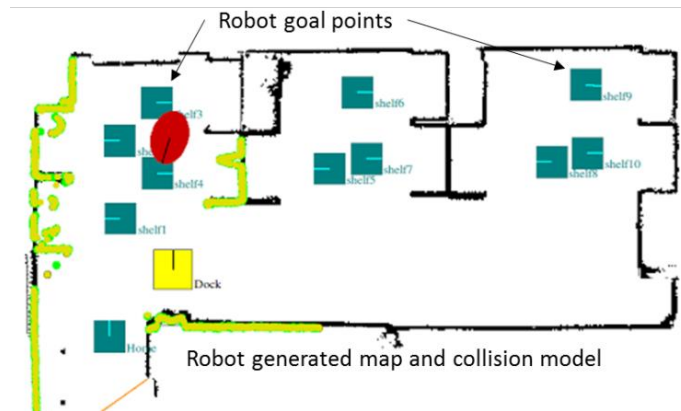 Robot goal points
shelf3
shelf6
shelf9
shelf4
shelf5
shelf7
shelf8
shelf10
shelf1
Dock
Home
Robot generated map and collision model